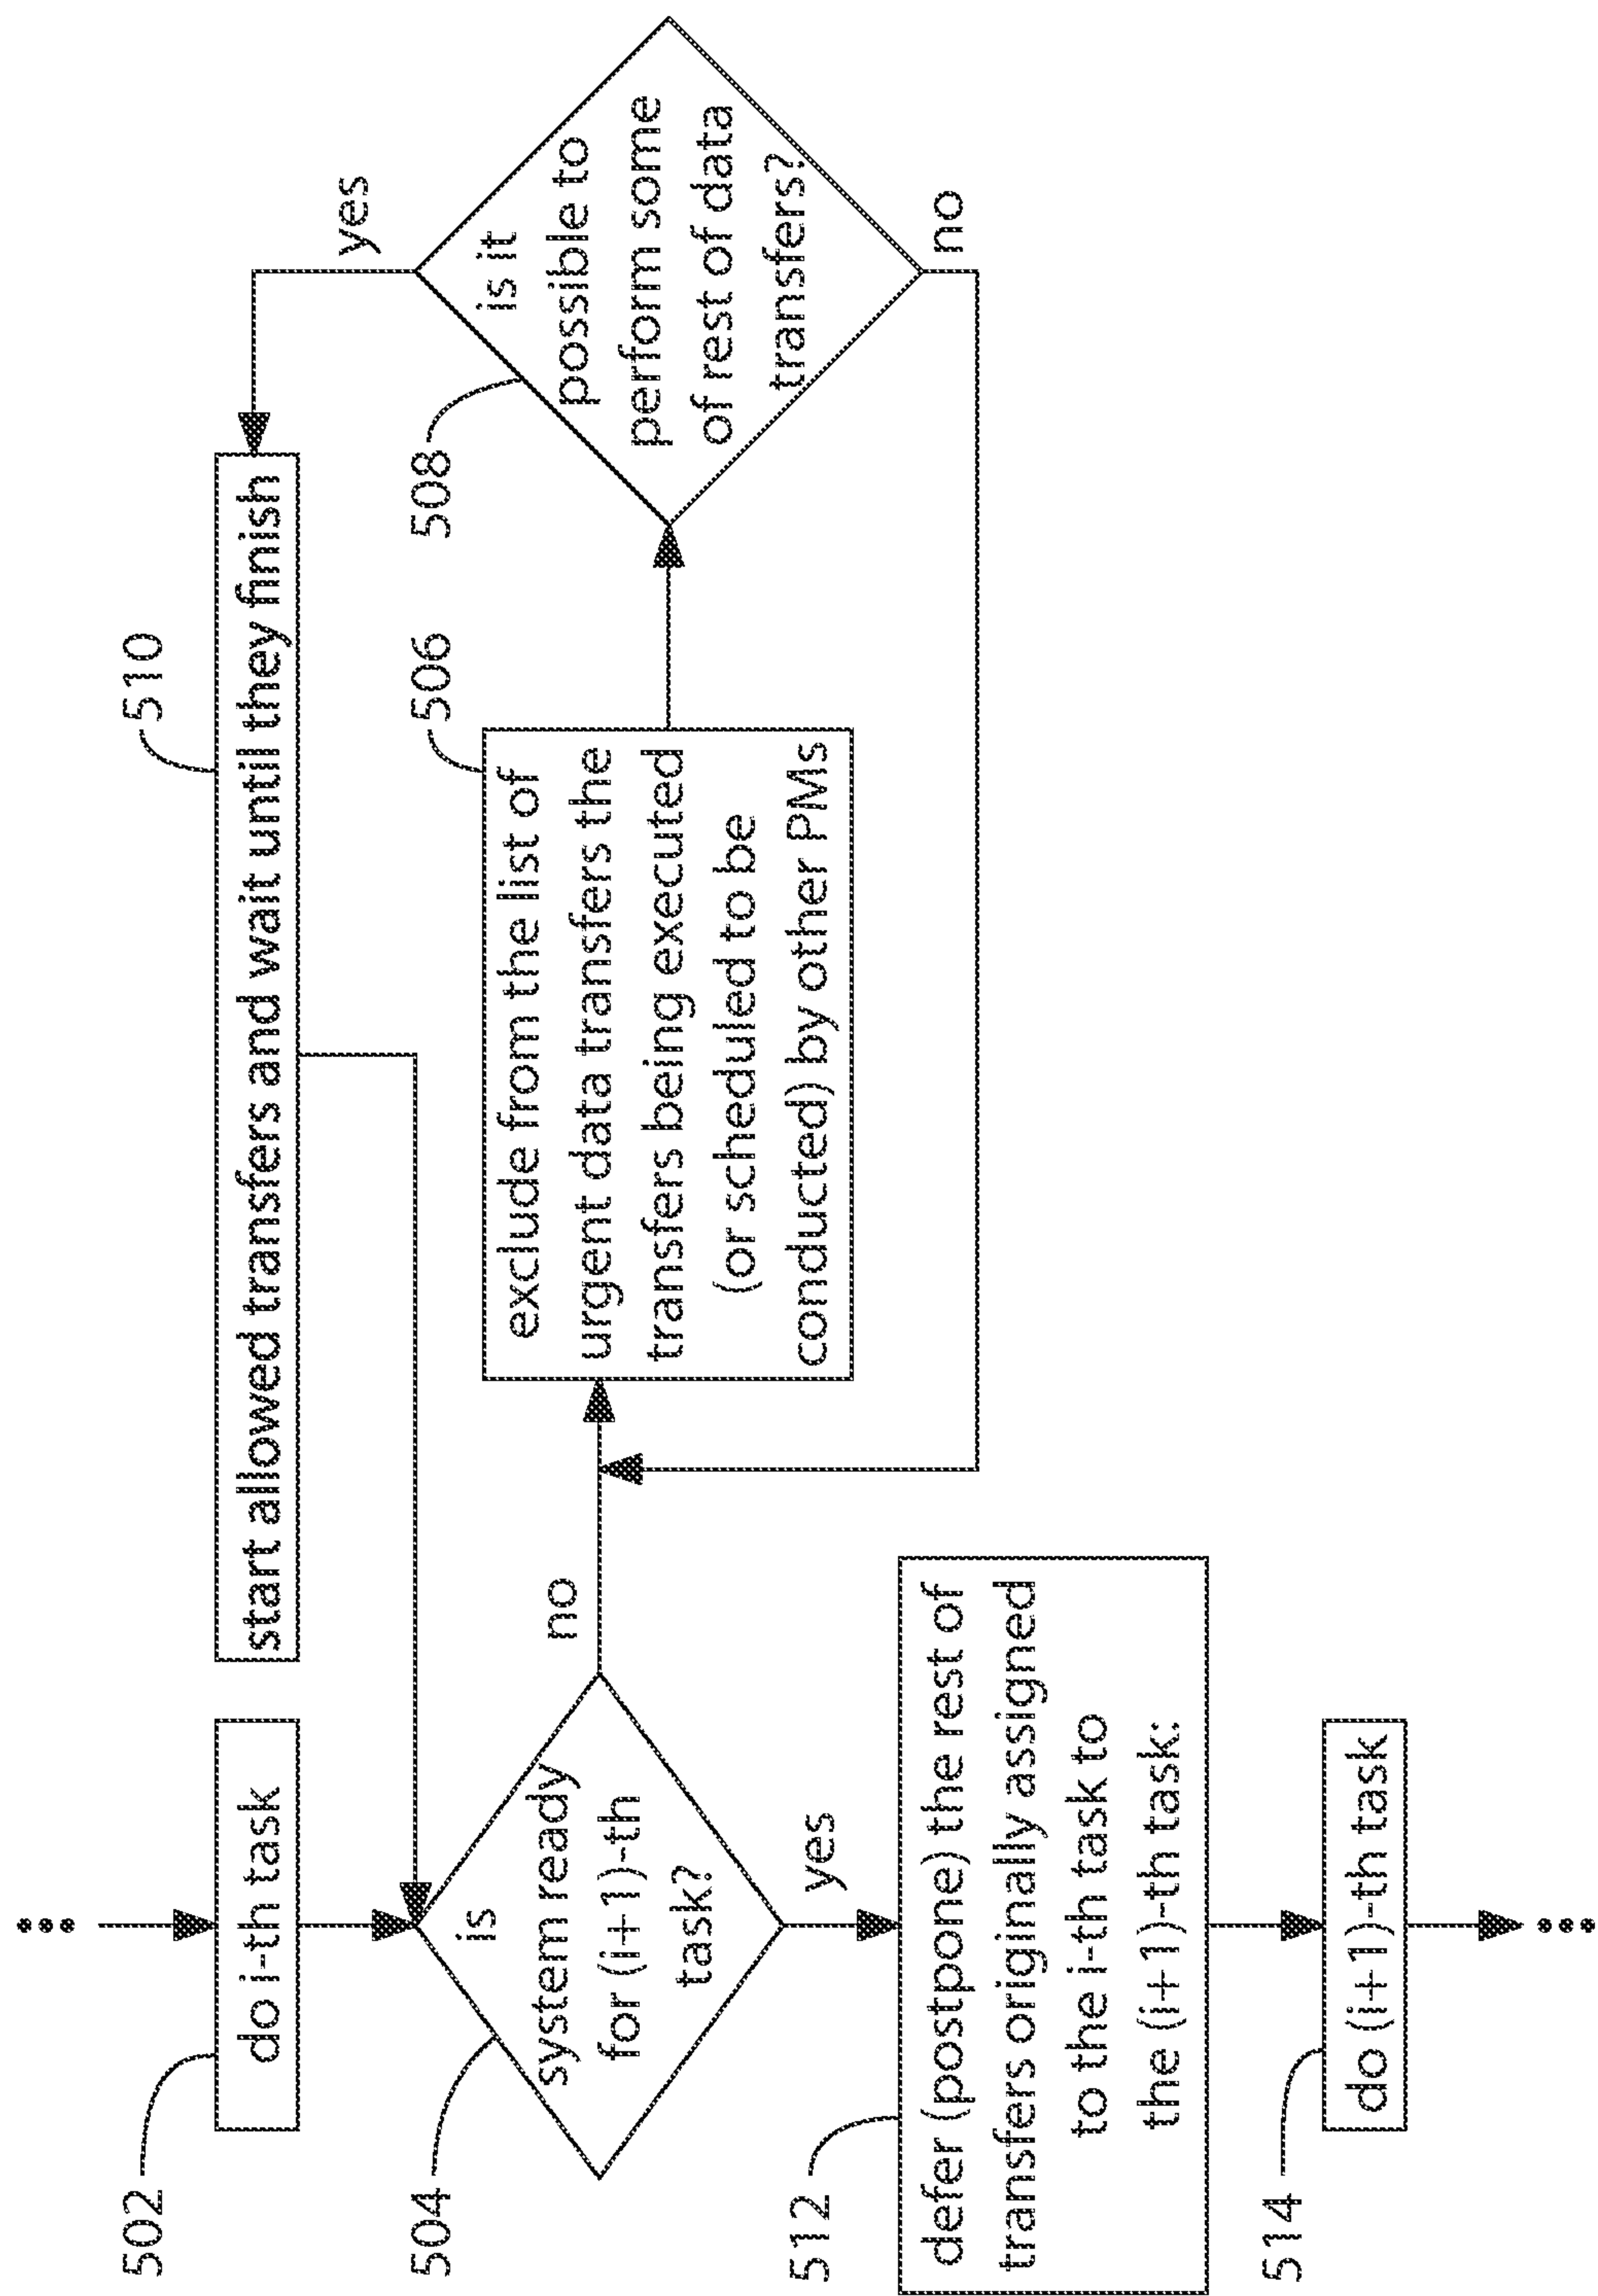 •••
502
do i-th task
504
is
system ready
for (i+1)-th
task?
no
yes
510
start allowed transfers and wait until they finish
506
exclude from the list of
urgent data transfers the
transfers being executed
(or scheduled to be
conducted) by other PMs
508
is it
possible to
perform some
of rest of data
transfers?
yes
no
512
defer (postpone) the rest of
transfers originally assigned
to the i-th task to
the (i+1)-th task:
514
do (i+1)-th task
•••